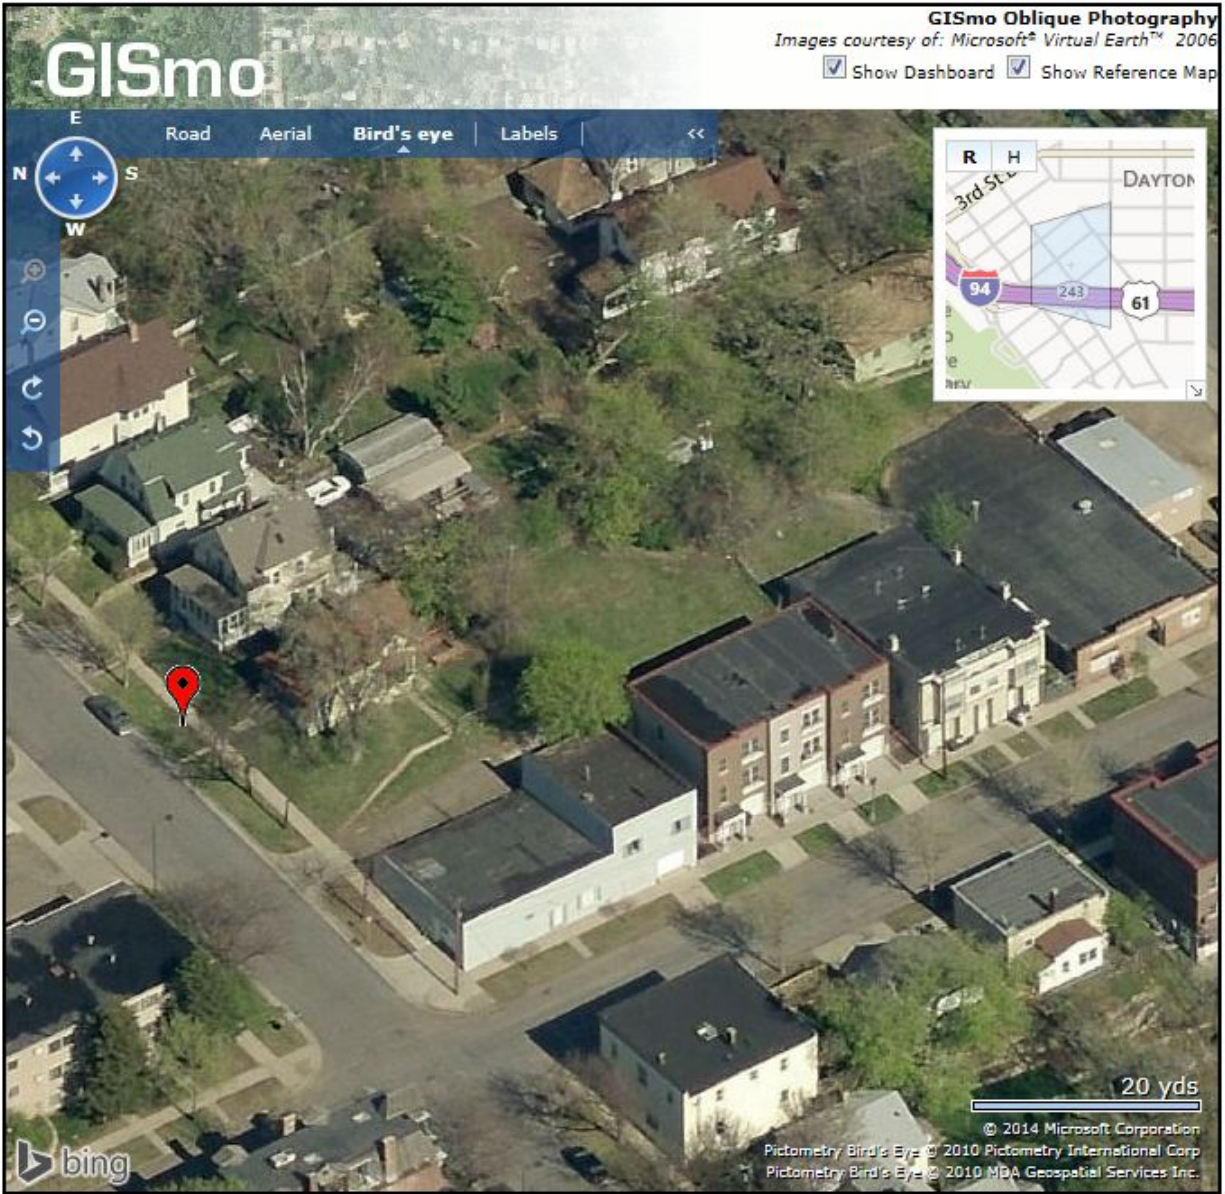 GISmo
GISmo Oblique Photography
Images courtesy of: Microsoft® Virtual Earth™ 2006
Show Dashboard Show Reference Map
E
N S
W
Road Aerial Bird's eye Labels <<
R H
3rd St
DAYTON
94 243 61
20 yds
© 2014 Microsoft Corporation
Pictometry Bird's Eye © 2010 Pictometry International Corp
Pictometry Bird's Eye © 2010 MDA Geospatial Services Inc.
bing